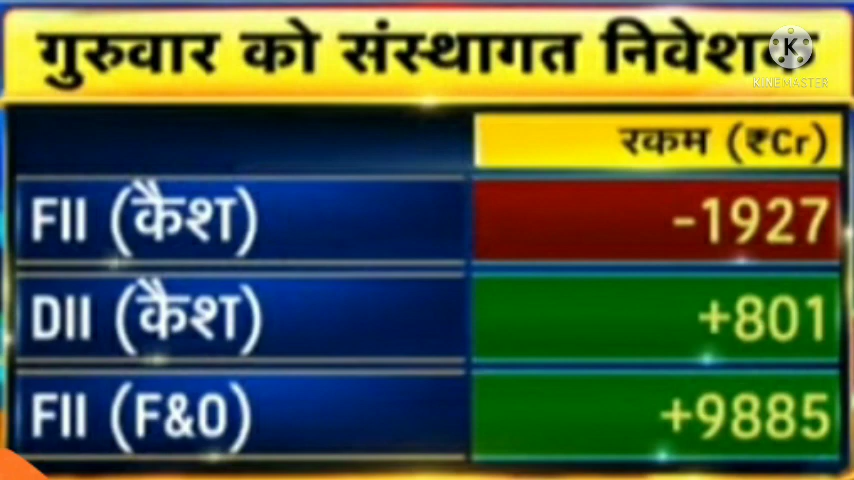 गुरुवार को संस्थागत निवेशक
KINEMASTER
रकम (₹Cr)
FII (कैश) -1927
DII (कैश) +801
FII (F&O) +9885